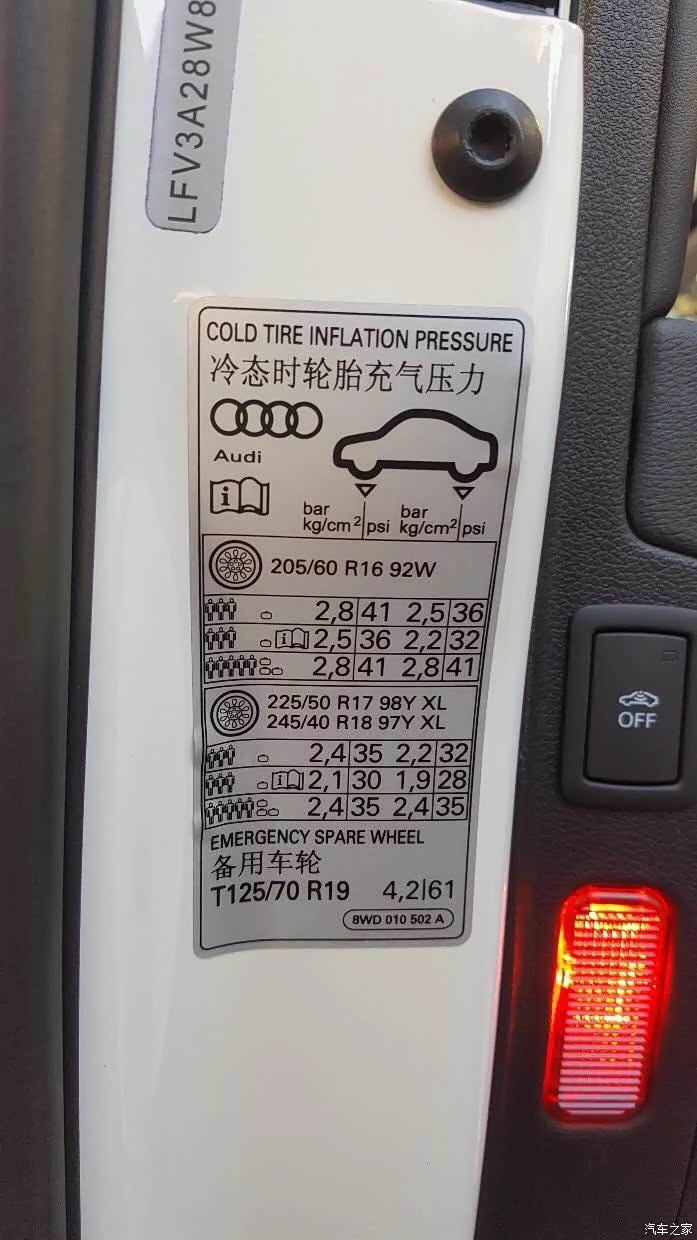 LFV3A28W8
COLD TIRE INFLATION PRESSURE
冷态时轮胎充气压力
Audi
bar psi bar psi
kg/cm² kg/cm²
205/60 R16 92W
2,8 41 2,5 36
2,5 36 2,2 32
2,8 41 2,8 41
225/50 R17 98Y XL
245/40 R18 97Y XL
2,4 35 2,2 32
2,1 30 1,9 28
2,4 35 2,4 35
EMERGENCY SPARE WHEEL
备用车轮
T125/70 R19 4,2|61
8WD 010 502 A
OFF
汽车之家